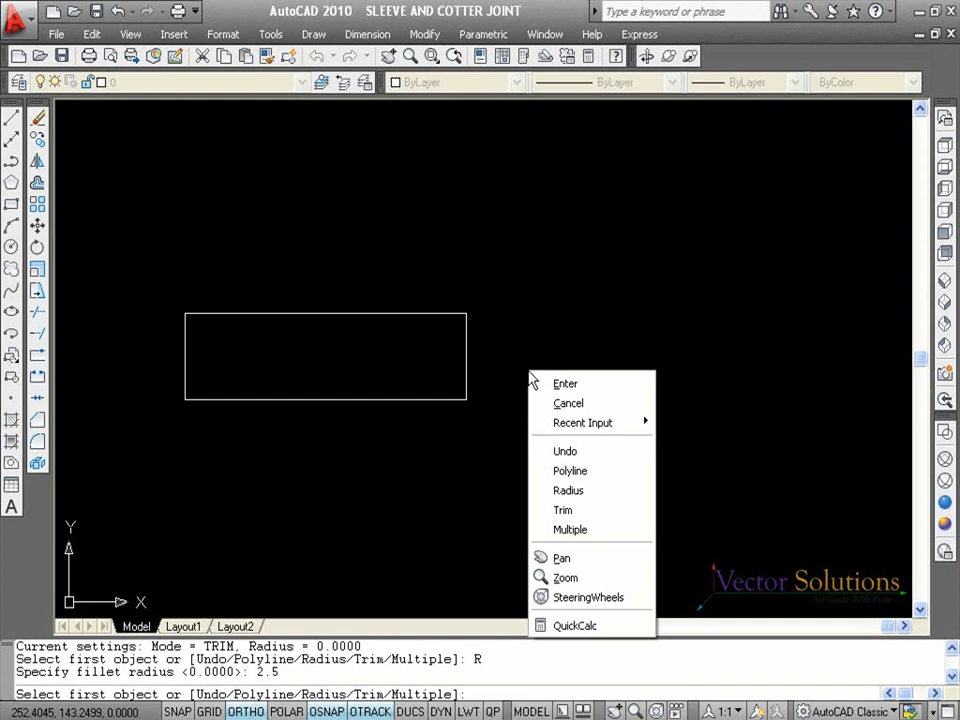 AutoCAD 2010 SLEEVE AND COTTER JOINT
Type a keyword or phrase
File Edit View Insert Format Tools Draw Dimension Modify Parametric Window Help Express
0
ByLayer
ByLayer
ByLayer
ByColor
Enter
Cancel
Recent Input
Undo
Polyline
Radius
Trim
Multiple
Pan
Zoom
SteeringWheels
QuickCalc
Y
X
A
Vector Solutions
Model Layout1 Layout2
Current settings: Mode = TRIM, Radius = 0.0000
Select first object or [Undo/Polyline/Radius/Trim/Multiple]: R
Specify fillet radius <0.0000>: 2.5
Select first object or [Undo/Polyline/Radius/Trim/Multiple]:
252.4045, 143.2499, 0.0000 SNAP GRID ORTHO POLAR OSNAP OTRACK DUCS DYN LWT QP MODEL 1:1 AutoCAD Classic